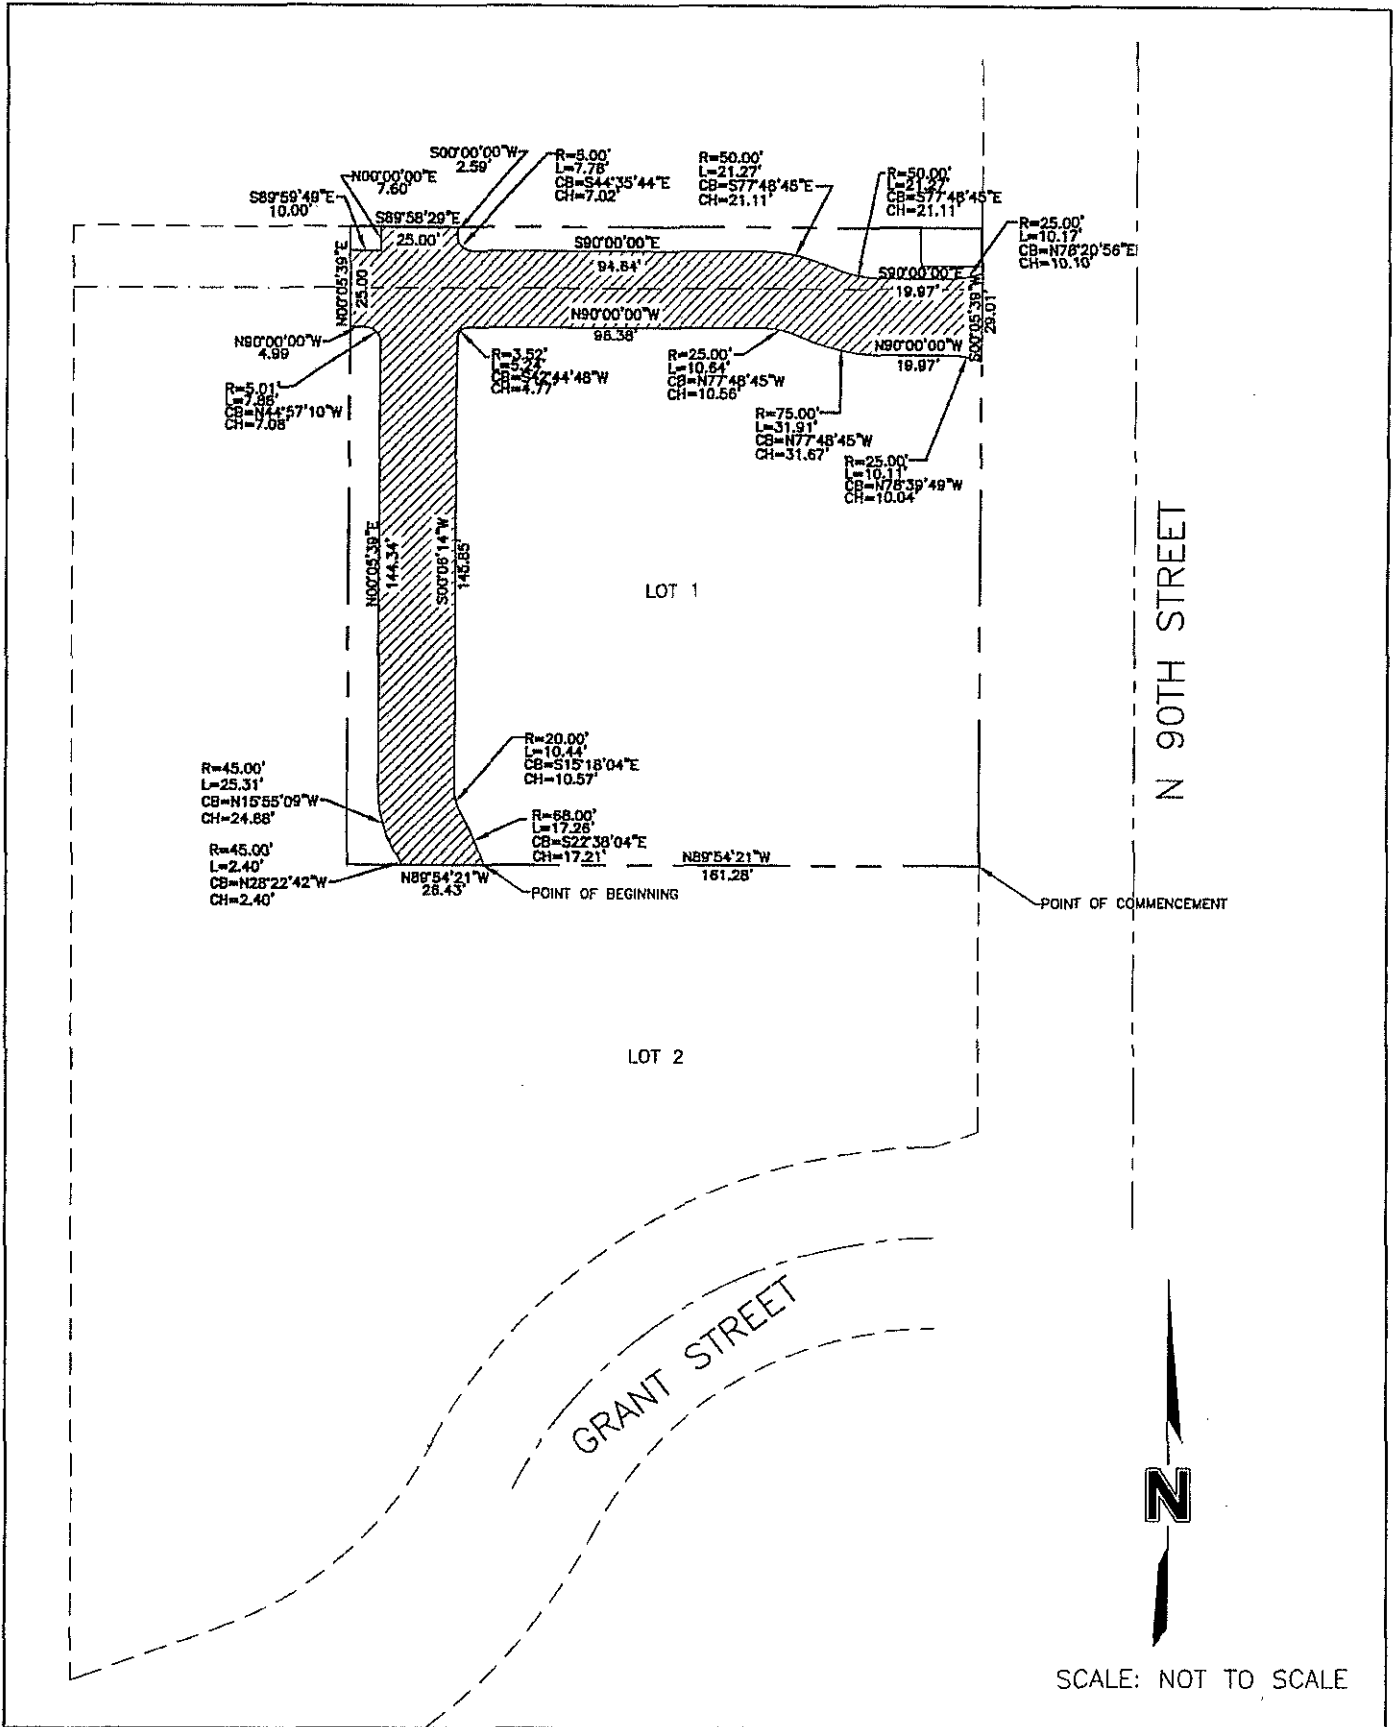 S00°00'00"W
2.59'
N00°00'00"E
7.60'
S89°59'49"E
10.00'
S89°58'29"E
25.00'
R=5.00'
L=7.78'
CB=S44°35'44"E
CH=7.02'
R=50.00'
L=21.27'
CB=S77°48'45"E
CH=21.11'
R=50.00'
L=21.27'
CB=S77°48'45"E
CH=21.11'
R=25.00'
L=10.17'
CB=N78°20'56"E
CH=10.10'
S90°00'00"E
94.84'
S90°00'00"E
19.97'
N00°05'39"E
25.00
S00°05'39"W
29.01'
N90°00'00"W
4.99
N90°00'00"W
96.38'
N90°00'00"W
19.97'
R=5.01'
L=7.86'
CB=N44°57'10"W
CH=7.08'
R=3.52'
L=5.24'
CB=S42°44'48"W
CH=4.77'
R=25.00'
L=10.64'
CB=N77°48'45"W
CH=10.56'
R=75.00'
L=31.91'
CB=N77°48'45"W
CH=31.67'
R=25.00'
L=10.11'
CB=N78°39'49"W
CH=10.04'
N00°05'39"E
144.34'
S00°06'14"W
145.85'
LOT 1
N 90TH STREET
R=45.00'
L=25.31'
CB=N15°55'09"W
CH=24.88'
R=45.00'
L=2.40'
CB=N28°22'42"W
CH=2.40'
R=20.00'
L=10.44'
CB=S15°18'04"E
CH=10.57'
R=68.00'
L=17.26'
CB=S22°38'04"E
CH=17.21'
N89°54'21"W
26.43'
N89°54'21"W
161.28'
POINT OF BEGINNING
POINT OF COMMENCEMENT
LOT 2
GRANT STREET
N
SCALE: NOT TO SCALE